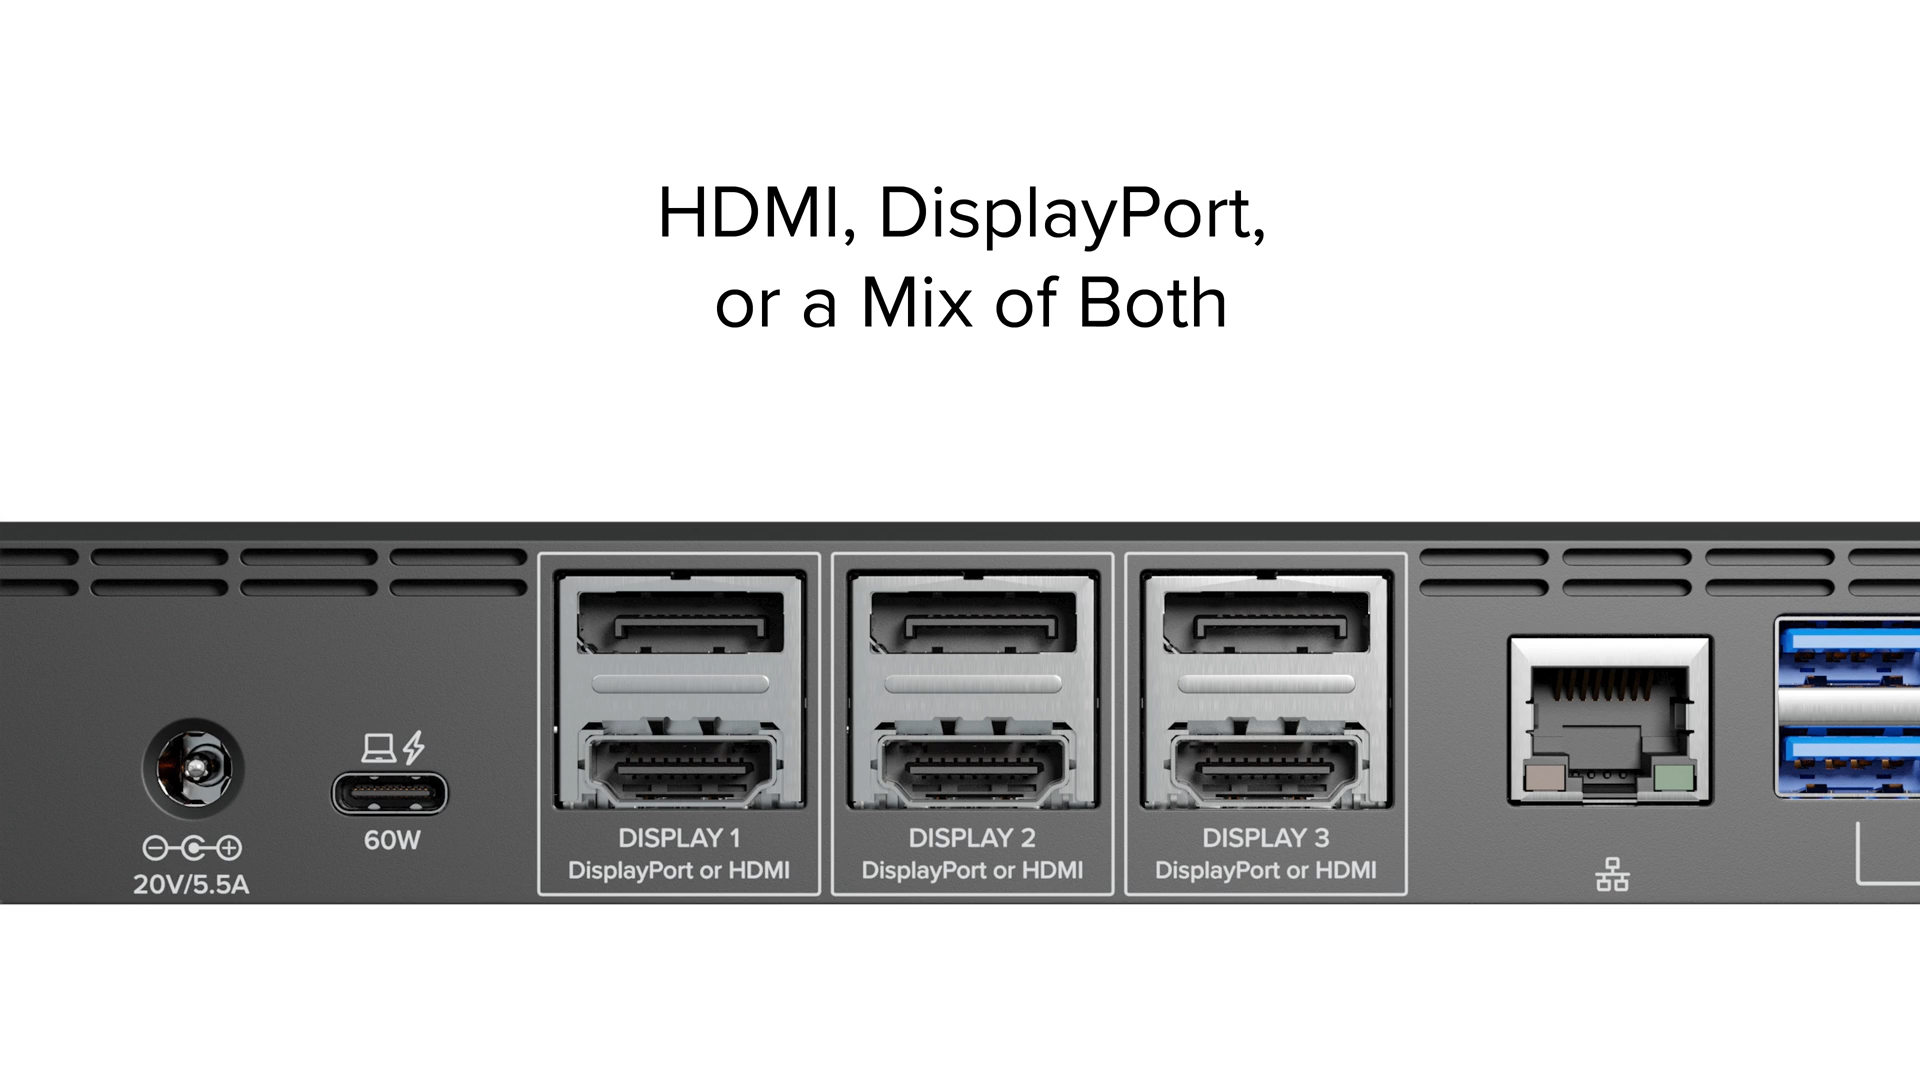 HDMI, DisplayPort,
or a Mix of Both
60W
20V/5.5A
DISPLAY 1
DisplayPort or HDMI
DISPLAY 2
DisplayPort or HDMI
DISPLAY 3
DisplayPort or HDMI